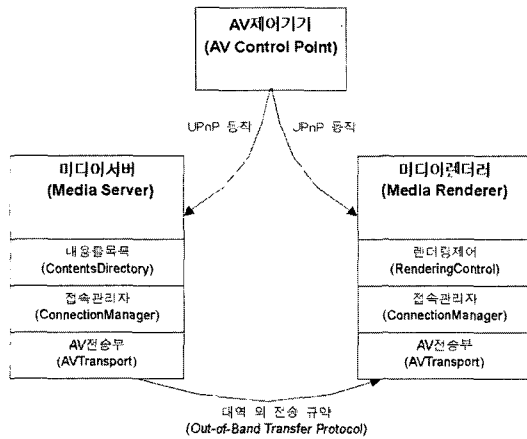 AV제어기기
(AV Control Point)
UPnP 동작
UPnP 동작
미디어서버
(Media Server)
내용물목록
(ContentsDirectory)
접속관리자
(ConnectionManager)
AV전송부
(AVTransport)
미디어렌더러
(Media Renderer)
렌더링제어
(RenderingControl)
접속관리자
(ConnectionManager)
AV전송부
(AVTransport)
대역 외 전송 규약
(Out-of-Band Transfer Protocol)